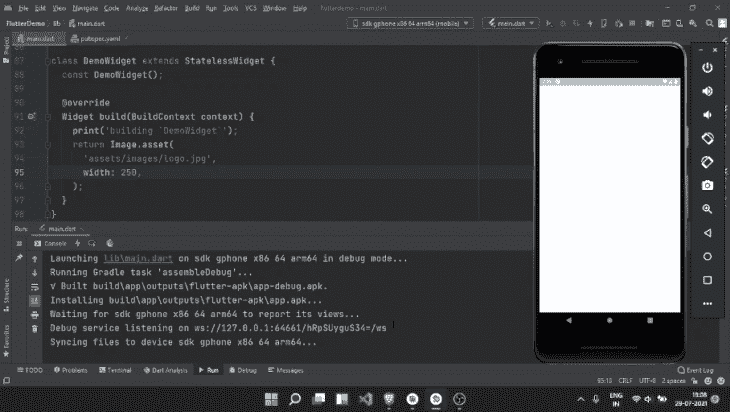 File Edit View Navigate Code Analyze Refactor Build Run Tools VCS Window Help
flutterdemo - main.dart
FlutterDemo lib main.dart
sdk gphone x86 64 arm64 (mobile)
main.dart
main.dart
pubspec.yaml
Project
87 class DemoWidget extends StatelessWidget {
88 const DemoWidget();
89
90 @override
91 Widget build(BuildContext context) {
92 print('building `DemoWidget`');
93 return Image.asset(
94 'assets/images/logo.jpg',
95 width: 250,
96 );
97 }
98 }
Run: main.dart
Console
Launching lib\main.dart on sdk gphone x86 64 arm64 in debug mode...
Running Gradle task 'assembleDebug'...
√ Built build\app\outputs\flutter-apk\app-debug.apk.
Installing build\app\outputs\flutter-apk\app.apk...
Waiting for sdk gphone x86 64 arm64 to report its views...
Debug service listening on ws://127.0.0.1:64661/hRpSUyguS34=/ws
Syncing files to device sdk gphone x86 64 arm64...
Structure
Favorites
TODO Problems Terminal Dart Analysis Run Debug Messages
Event Log
95:13 CRLF UTF-8 2 spaces
ENG
IN
29-07-2021